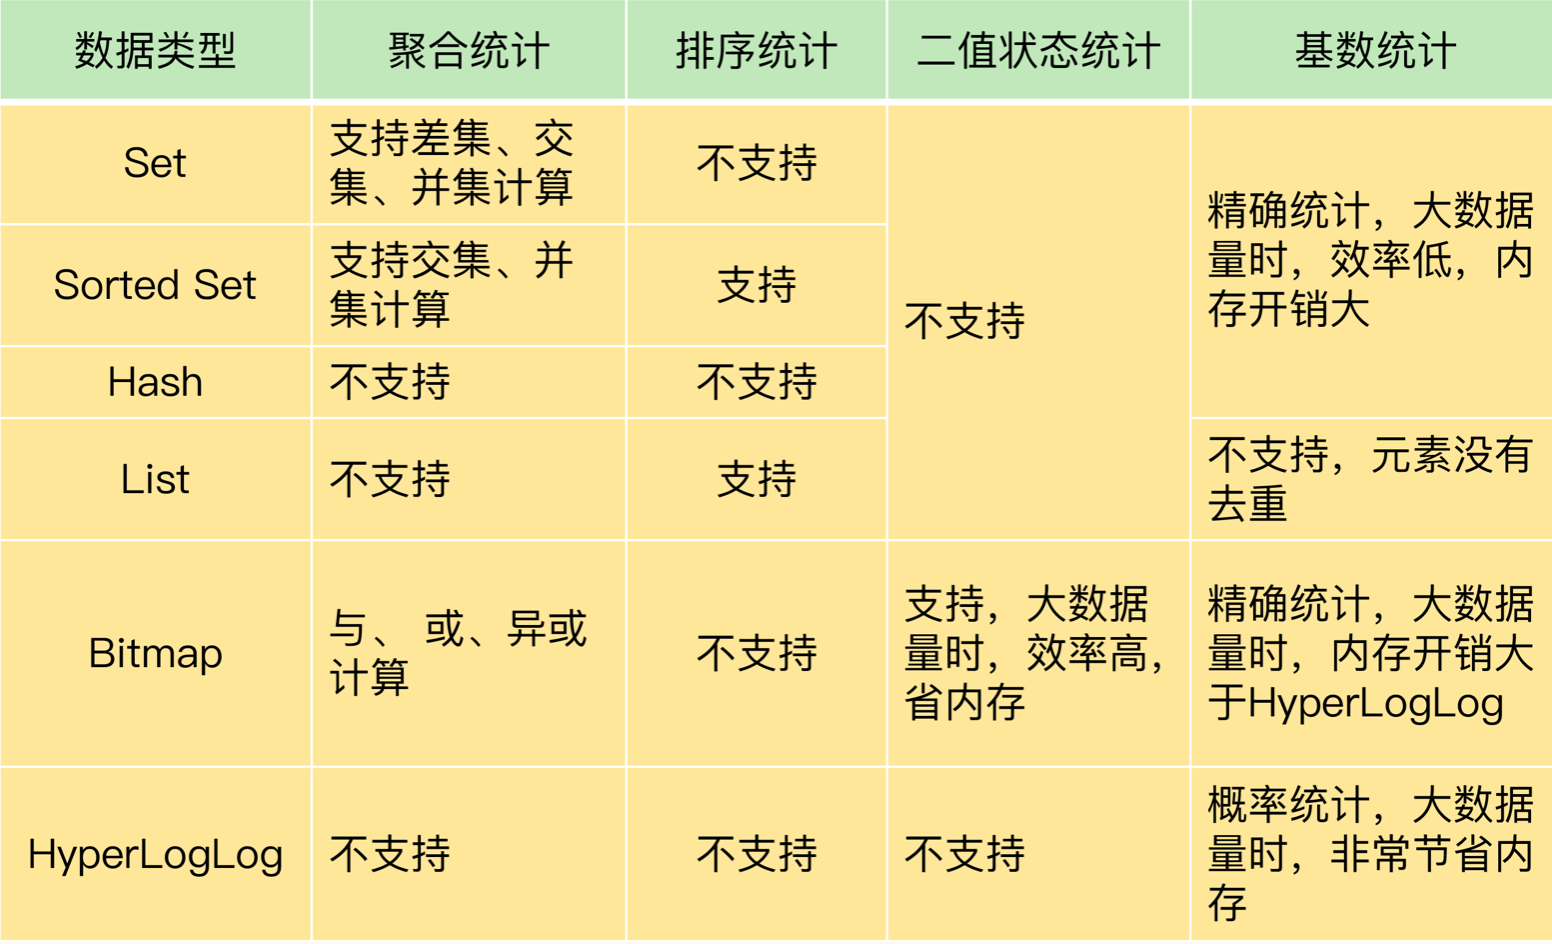 数据类型
聚合统计
排序统计
二值状态统计
基数统计
Set
支持差集、交
集、并集计算
不支持
不支持
精确统计，大数据
量时，效率低，内
存开销大
Sorted Set
支持交集、并
集计算
支持
Hash
不支持
不支持
List
不支持
支持
不支持，元素没有
去重
Bitmap
与、 或、异或
计算
不支持
支持，大数据
量时，效率高，
省内存
精确统计，大数据
量时，内存开销大
于HyperLogLog
HyperLogLog
不支持
不支持
不支持
概率统计，大数据
量时，非常节省内
存